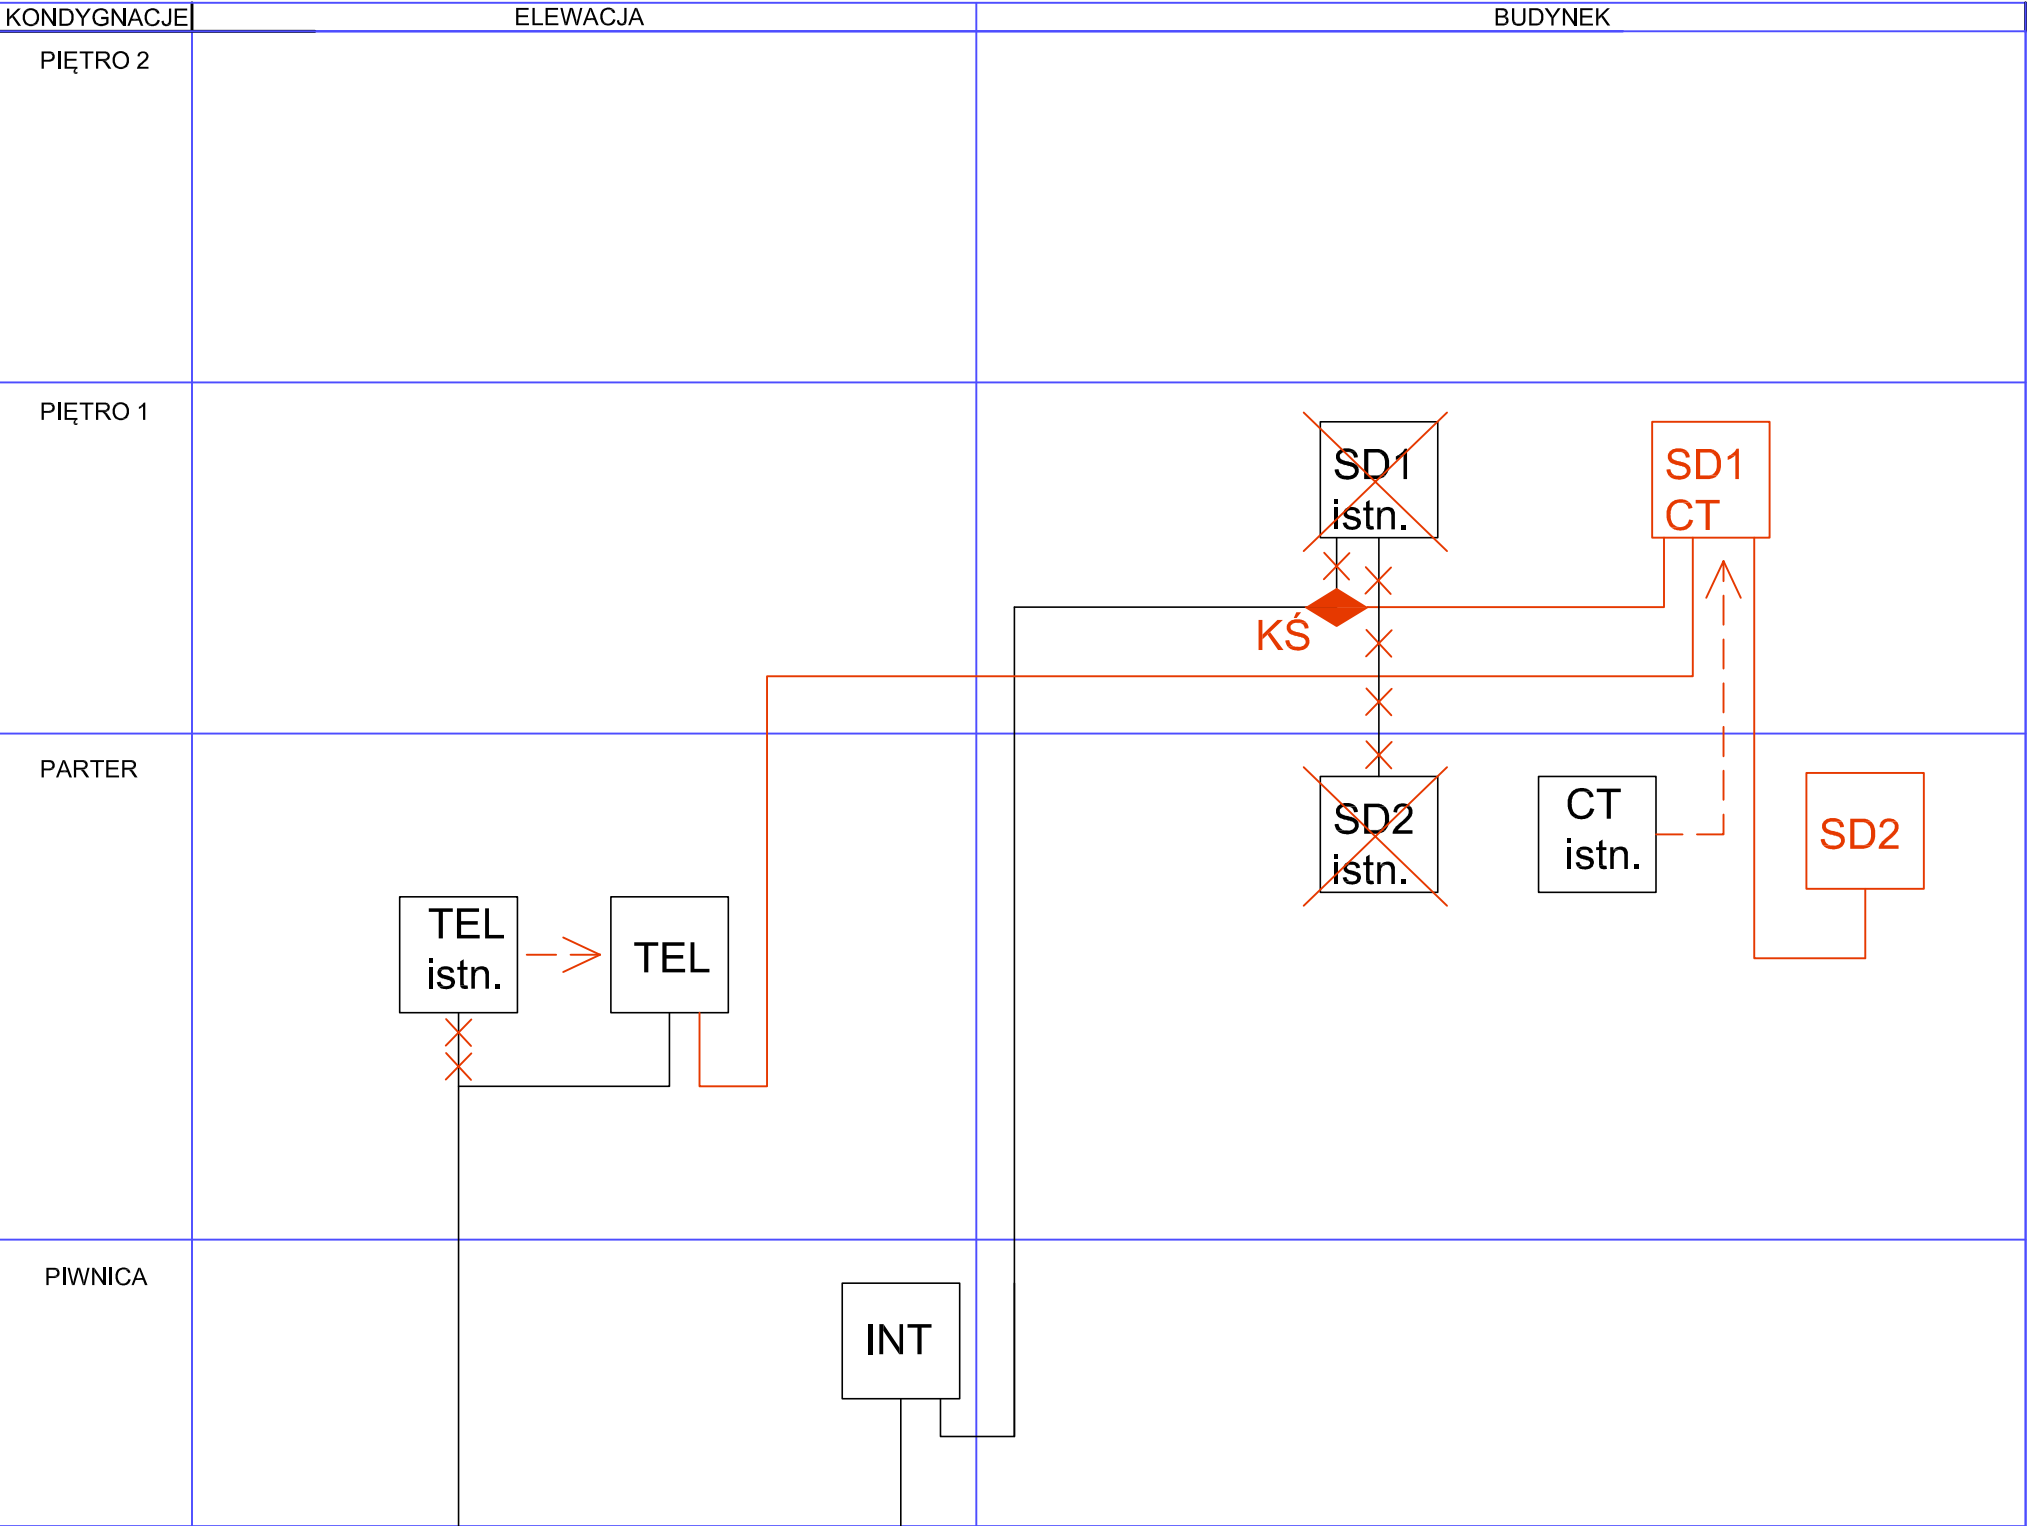 KONDYGNACJE
ELEWACJA
BUDYNEK
PIĘTRO 2
PIĘTRO 1
SD1
istn.
SD1
CT
KŚ
PARTER
SD2
istn.
CT
istn.
SD2
TEL
istn.
TEL
PIWNICA
INT